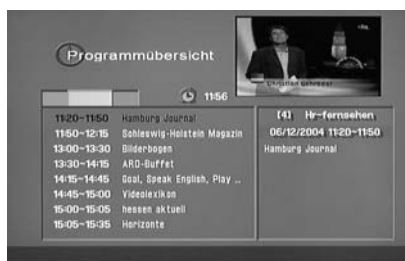 Programmübersicht
Christian Schröder
11:56
11:20-11:50 Hamburg Journal
11:50-12:15 Schleswig-Holstein Magazin
13:00-13:30 Bilderbogen
13:30-14:15 ARD-Buffet
14:15-14:45 Goal, Speak English, Play ..
14:45-15:00 Videolexikon
15:00-15:05 hessen aktuell
15:05-15:35 Horizonte
[4] Hr-fernsehen
06/12/2004 11:20-11:50
Hamburg Journal